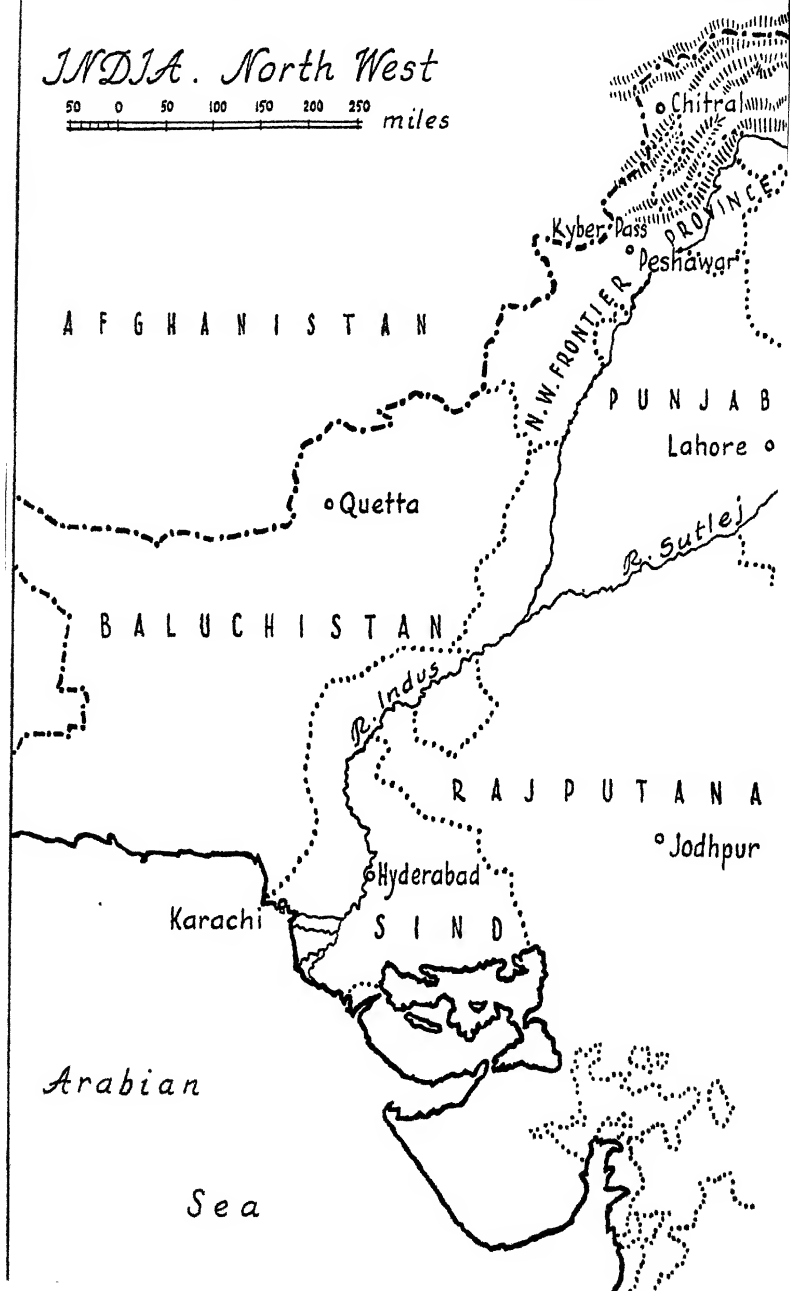 INDIA. North West
50 0 50 100 150 200 250
miles
Chitral
Kyber Pass
PROVINCE
Peshawar
AFGHANISTAN
N.W. FRONTIER
PUNJAB
Lahore
Quetta
R. Sutlej
BALUCHISTAN
R. Indus
RAJPUTANA
Jodhpur
Hyderabad
Karachi
SIND
Arabian
Sea